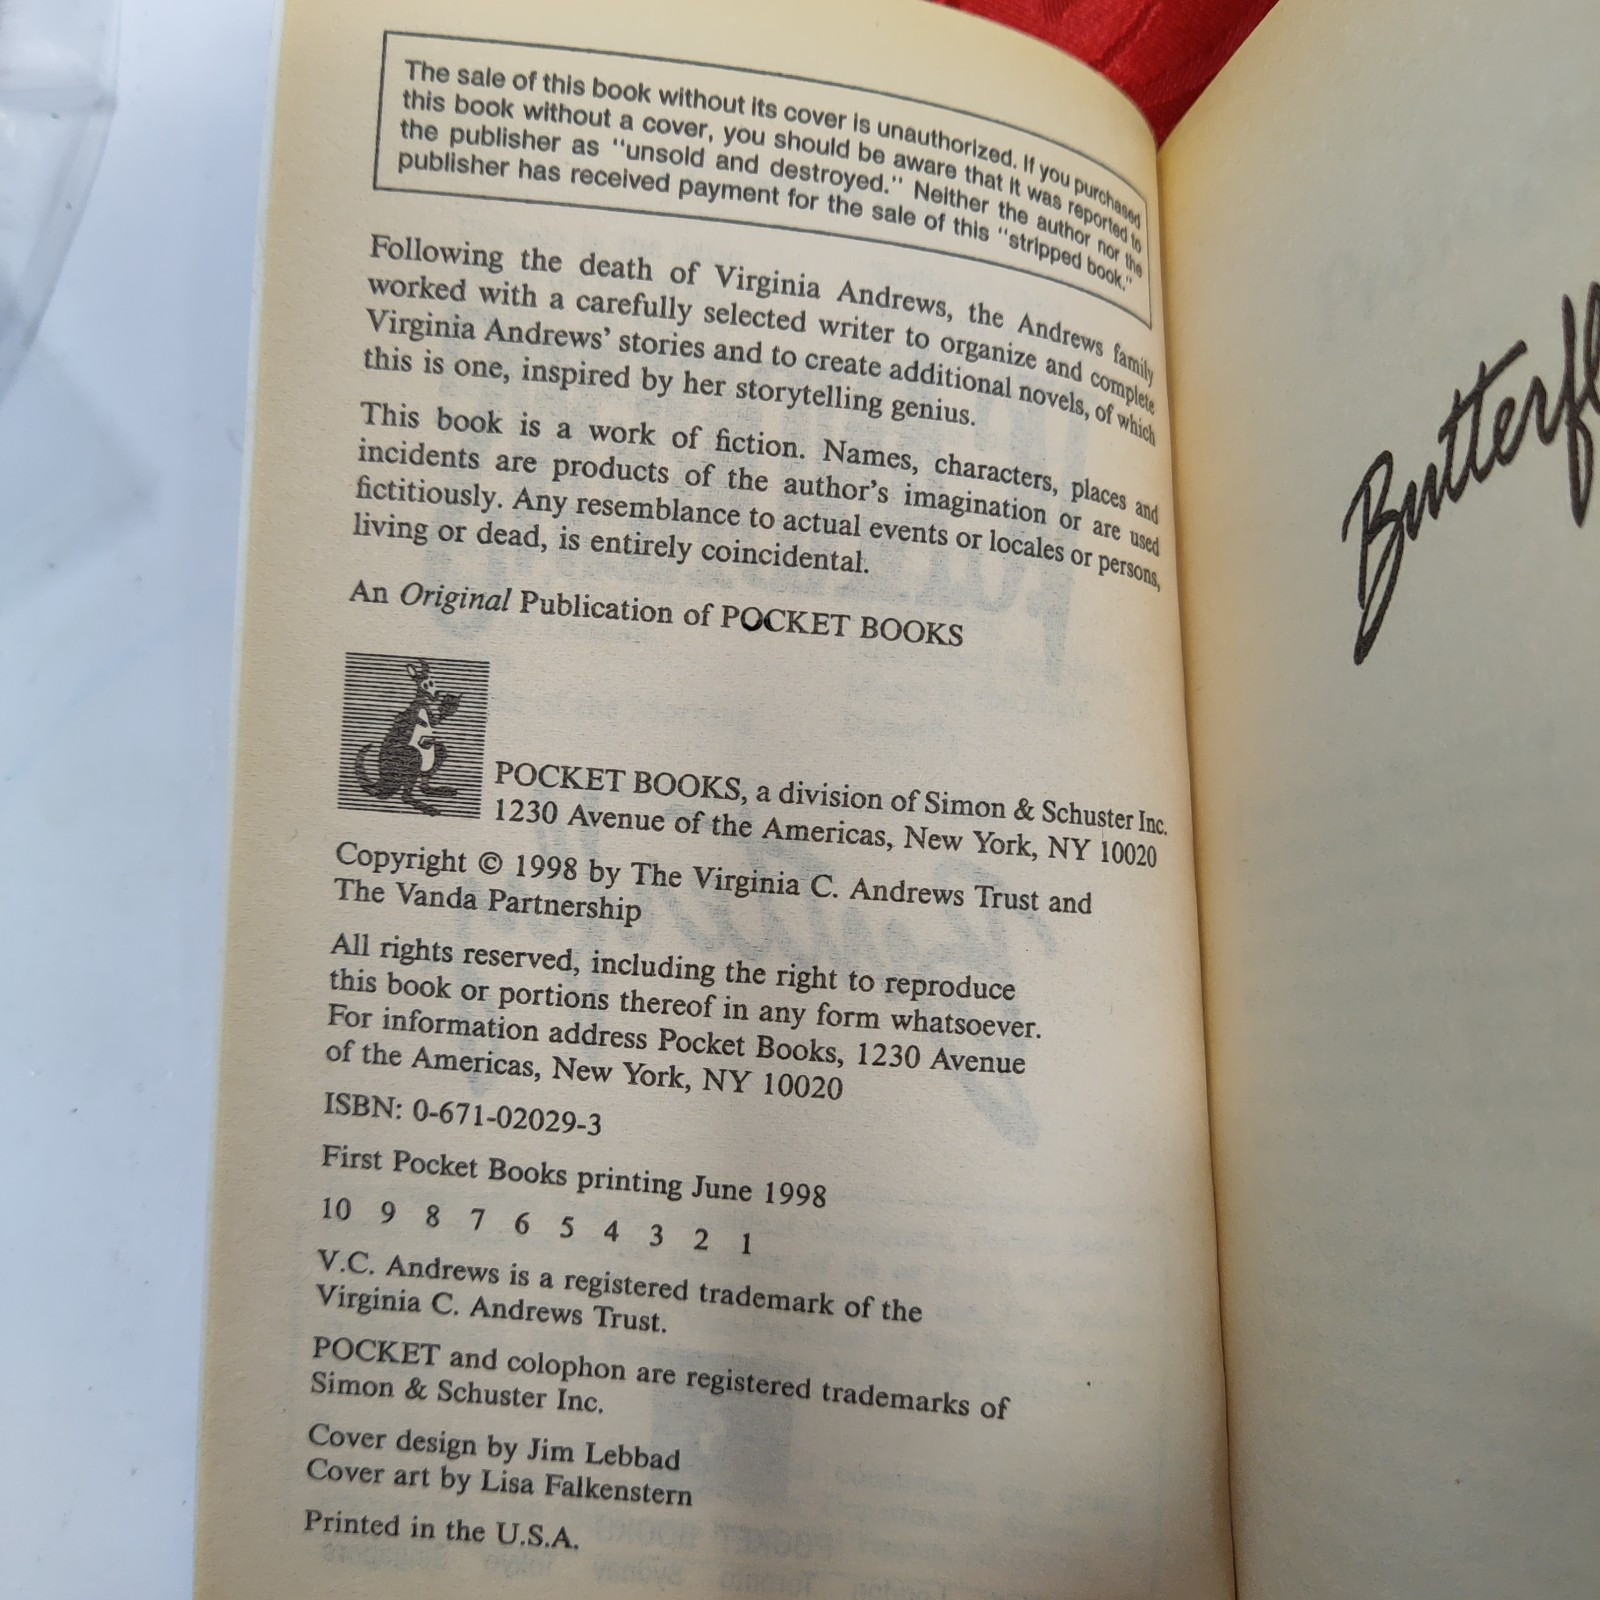 The sale of this book without its cover is unauthorized. If you purchased
this book without a cover, you should be aware that it was reported to
the publisher as "unsold and destroyed." Neither the author nor the
publisher has received payment for the sale of this "stripped book."
Following the death of Virginia Andrews, the Andrews family
worked with a carefully selected writer to organize and complete
Virginia Andrews' stories and to create additional novels, of which
this is one, inspired by her storytelling genius.
This book is a work of fiction. Names, characters, places and
incidents are products of the author's imagination or are used
fictitiously. Any resemblance to actual events or locales or persons,
living or dead, is entirely coincidental.
An Original Publication of POCKET BOOKS
POCKET BOOKS, a division of Simon & Schuster Inc.
1230 Avenue of the Americas, New York, NY 10020
Copyright © 1998 by The Virginia C. Andrews Trust and
The Vanda Partnership
All rights reserved, including the right to reproduce
this book or portions thereof in any form whatsoever.
For information address Pocket Books, 1230 Avenue
of the Americas, New York, NY 10020
ISBN: 0-671-02029-3
First Pocket Books printing June 1998
10 9 8 7 6 5 4 3 2 1
V.C. Andrews is a registered trademark of the
Virginia C. Andrews Trust.
POCKET and colophon are registered trademarks of
Simon & Schuster Inc.
Cover design by Jim Lebbad
Cover art by Lisa Falkenstern
Printed in the U.S.A.
Butterfl